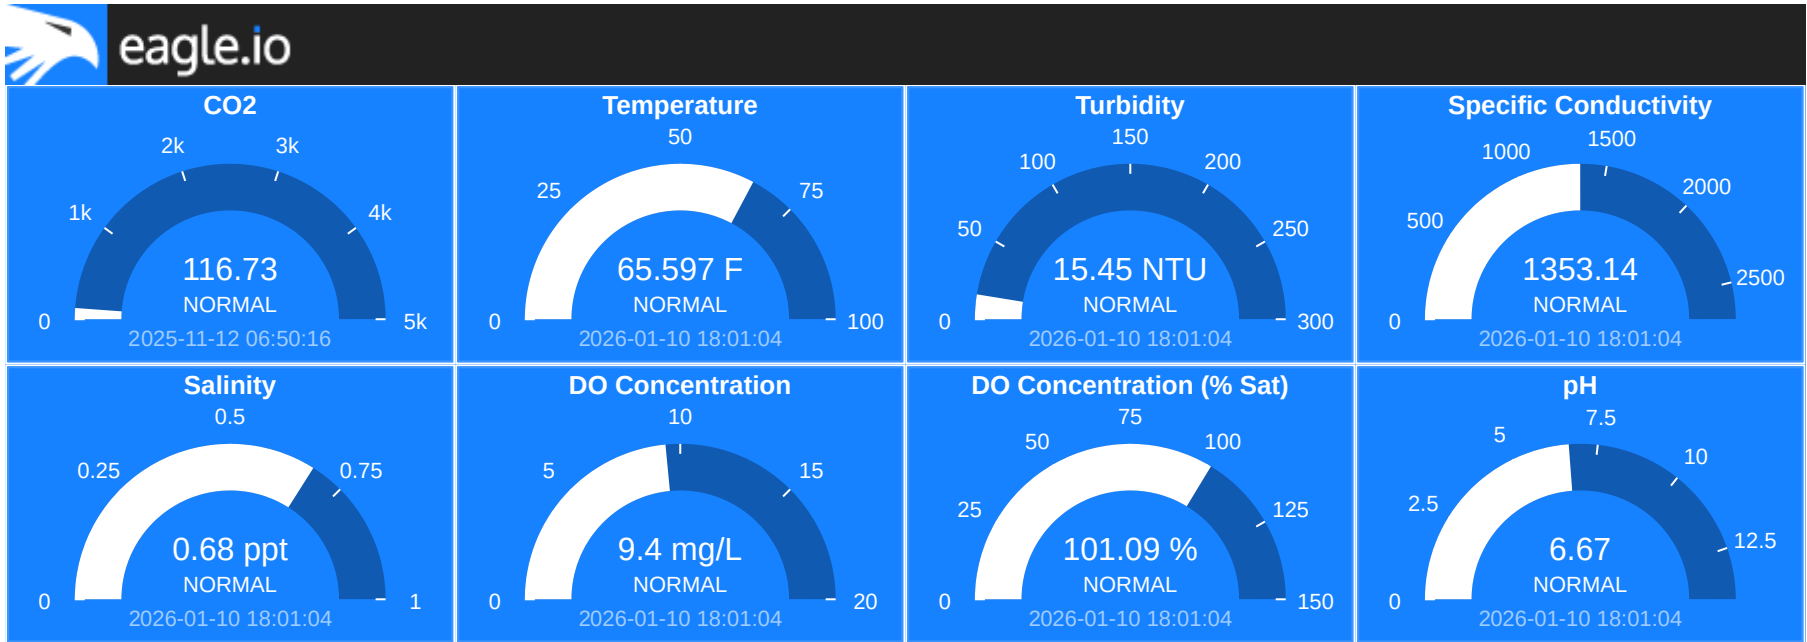 eagle.io
CO2
2k
3k
1k
4k
116.73
NORMAL
0
5k
2025-11-12 06:50:16
Temperature
50
25
75
65.597 F
NORMAL
0
100
2026-01-10 18:01:04
Turbidity
150
100
200
50
250
15.45 NTU
NORMAL
0
300
2026-01-10 18:01:04
Specific Conductivity
1500
1000
2000
500
2500
1353.14
NORMAL
0
2026-01-10 18:01:04
Salinity
0.5
0.25
0.75
0.68 ppt
NORMAL
0
1
2026-01-10 18:01:04
DO Concentration
10
5
15
9.4 mg/L
NORMAL
0
20
2026-01-10 18:01:04
DO Concentration (% Sat)
75
50
100
25
125
101.09 %
NORMAL
0
150
2026-01-10 18:01:04
pH
7.5
5
10
2.5
12.5
6.67
NORMAL
0
2026-01-10 18:01:04